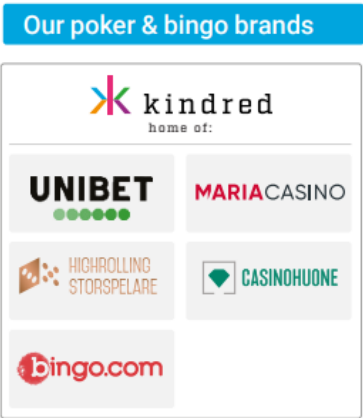 Our poker & bingo brands
kindred
home of:
UNIBET
MARIACASINO
HIGHROLLING
STORSPELARE
CASINOHUONE
bingo.com